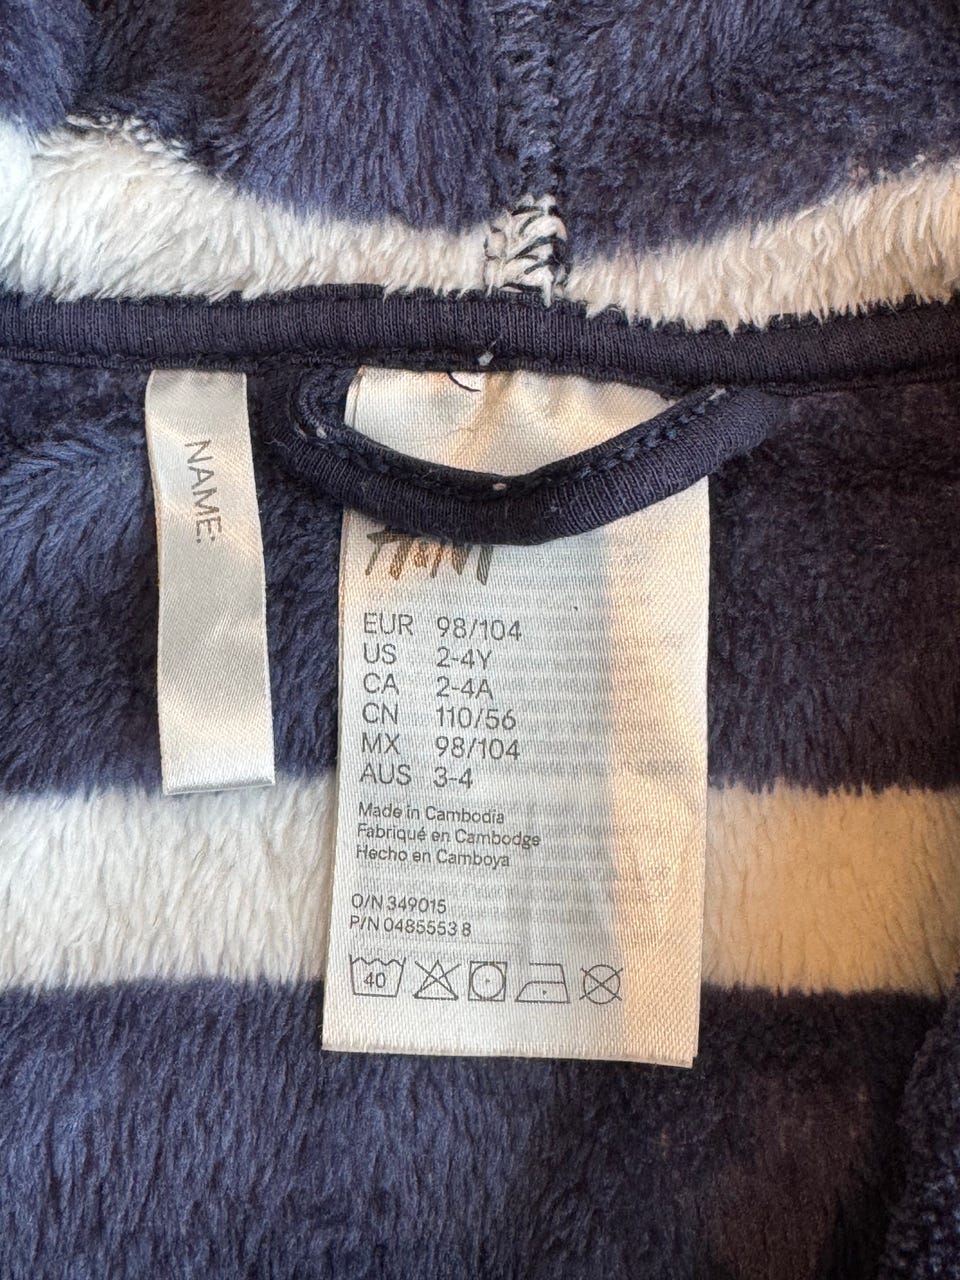 NAME:
H&M
EUR 98/104
US 2-4Y
CA 2-4A
CN 110/56
MX 98/104
AUS 3-4
Made in Cambodia
Fabriqué en Cambodge
Hecho en Camboya
O/N 349015
P/N 0485553 8
40